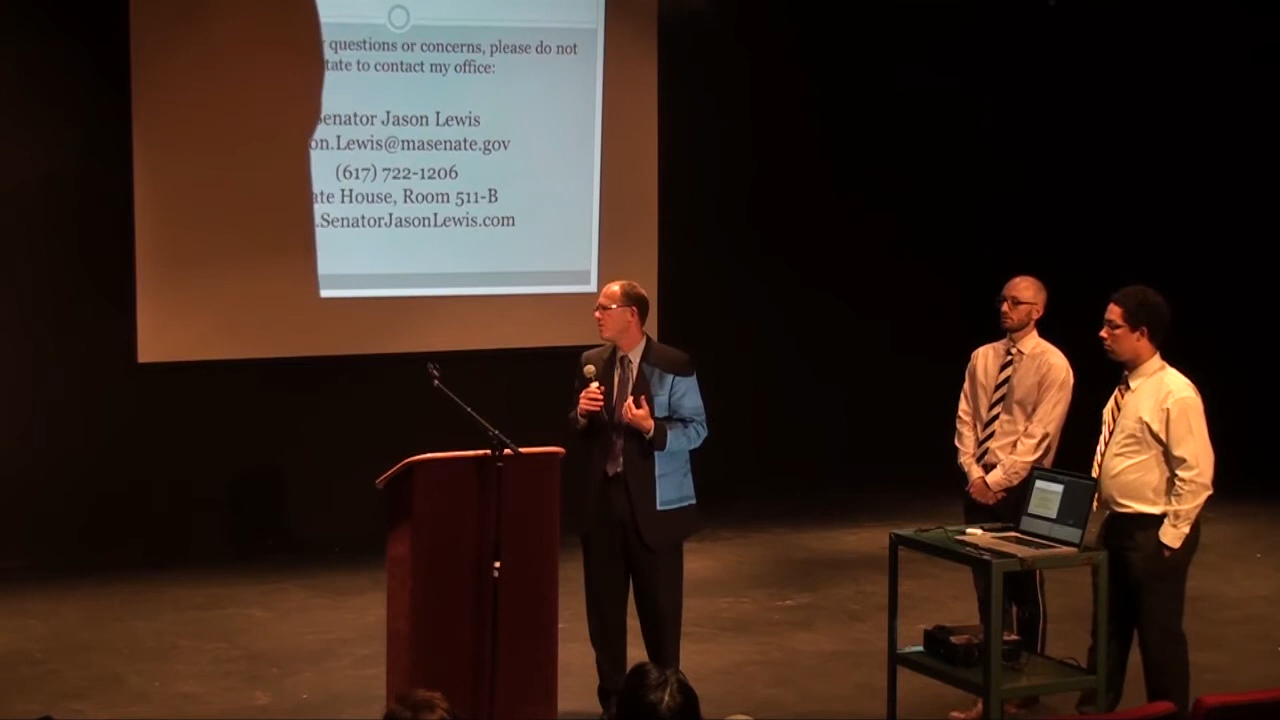 questions or concerns, please do not
tate to contact my office:
enator Jason Lewis
on.Lewis@masenate.gov
(617) 722-1206
ate House, Room 511-B
.SenatorJasonLewis.com